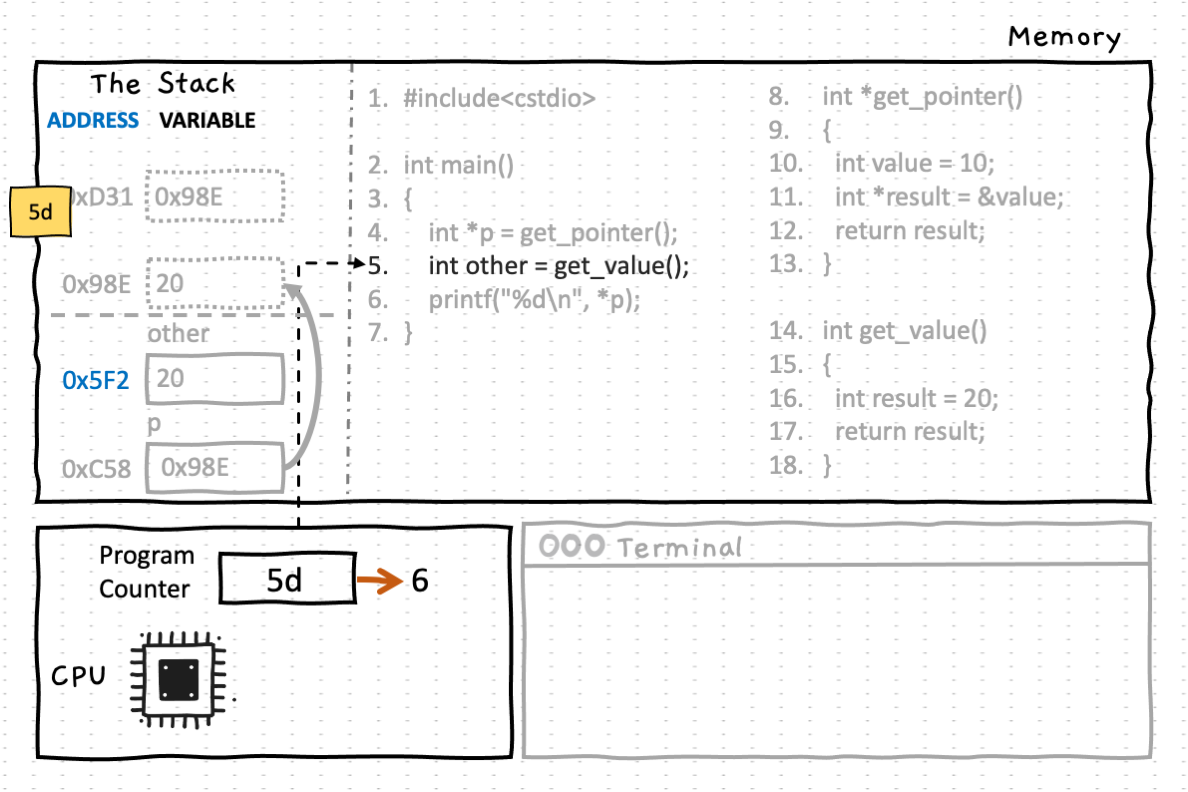 Memory
The Stack
ADDRESS VARIABLE
5d
0xD31 0x98E
0x98E 20
other
0x5F2 20
p
0xC58 0x98E
1. #include<cstdio>
2. int main()
3. {
4. int *p = get_pointer();
5. int other = get_value();
6. printf("%d\n", *p);
7. }
8. int *get_pointer()
9. {
10. int value = 10;
11. int *result = &value;
12. return result;
13. }
14. int get_value()
15. {
16. int result = 20;
17. return result;
18. }
Program
Counter
5d
6
CPU
Terminal